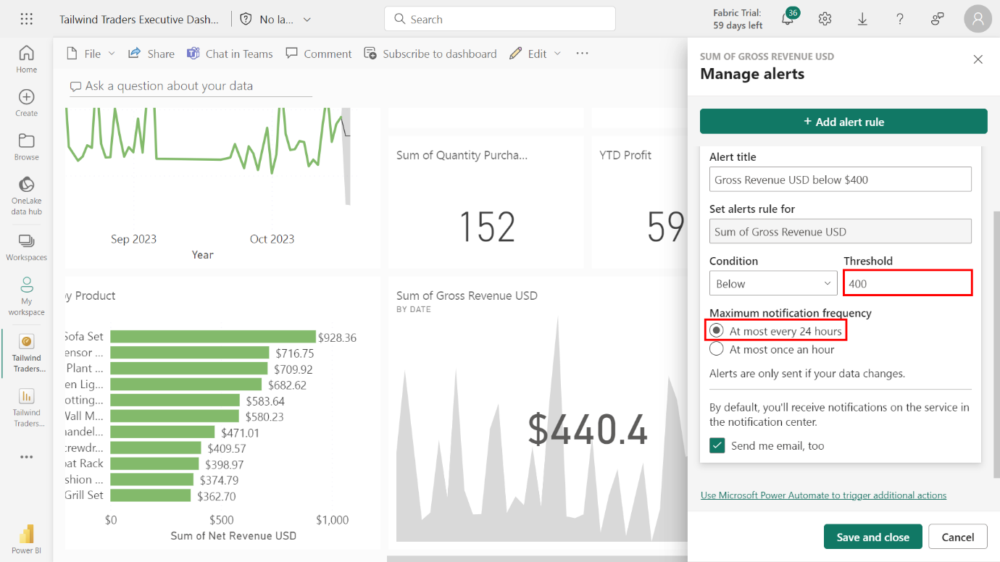 Tailwind Traders Executive Dash...
No la...
Search
Fabric Trial:
59 days left
36
Home
Create
Browse
OneLake
data hub
Workspaces
My
workspace
Tailwind
Traders...
Tailwind
Traders...
Power BI
File
Share
Chat in Teams
Comment
Subscribe to dashboard
Edit
Ask a question about your data
Sep 2023
Oct 2023
Year
Sum of Quantity Purcha...
152
YTD Profit
59
y Product
Sofa Set $928.36
ensor ... $716.75
Plant ... $709.92
en Lig... $682.62
otting... $583.64
Wall M... $580.23
handel... $471.01
crewdr... $409.57
oat Rack $398.97
shion ... $374.79
Grill Set $362.70
$0 $500 $1,000
Sum of Net Revenue USD
Sum of Gross Revenue USD
BY DATE
$440.4
SUM OF GROSS REVENUE USD
Manage alerts
+ Add alert rule
Alert title
Gross Revenue USD below $400
Set alerts rule for
Sum of Gross Revenue USD
Condition Threshold
Below 400
Maximum notification frequency
At most every 24 hours
At most once an hour
Alerts are only sent if your data changes.
By default, you'll receive notifications on the service in
the notification center.
Send me email, too
Use Microsoft Power Automate to trigger additional actions
Save and close Cancel